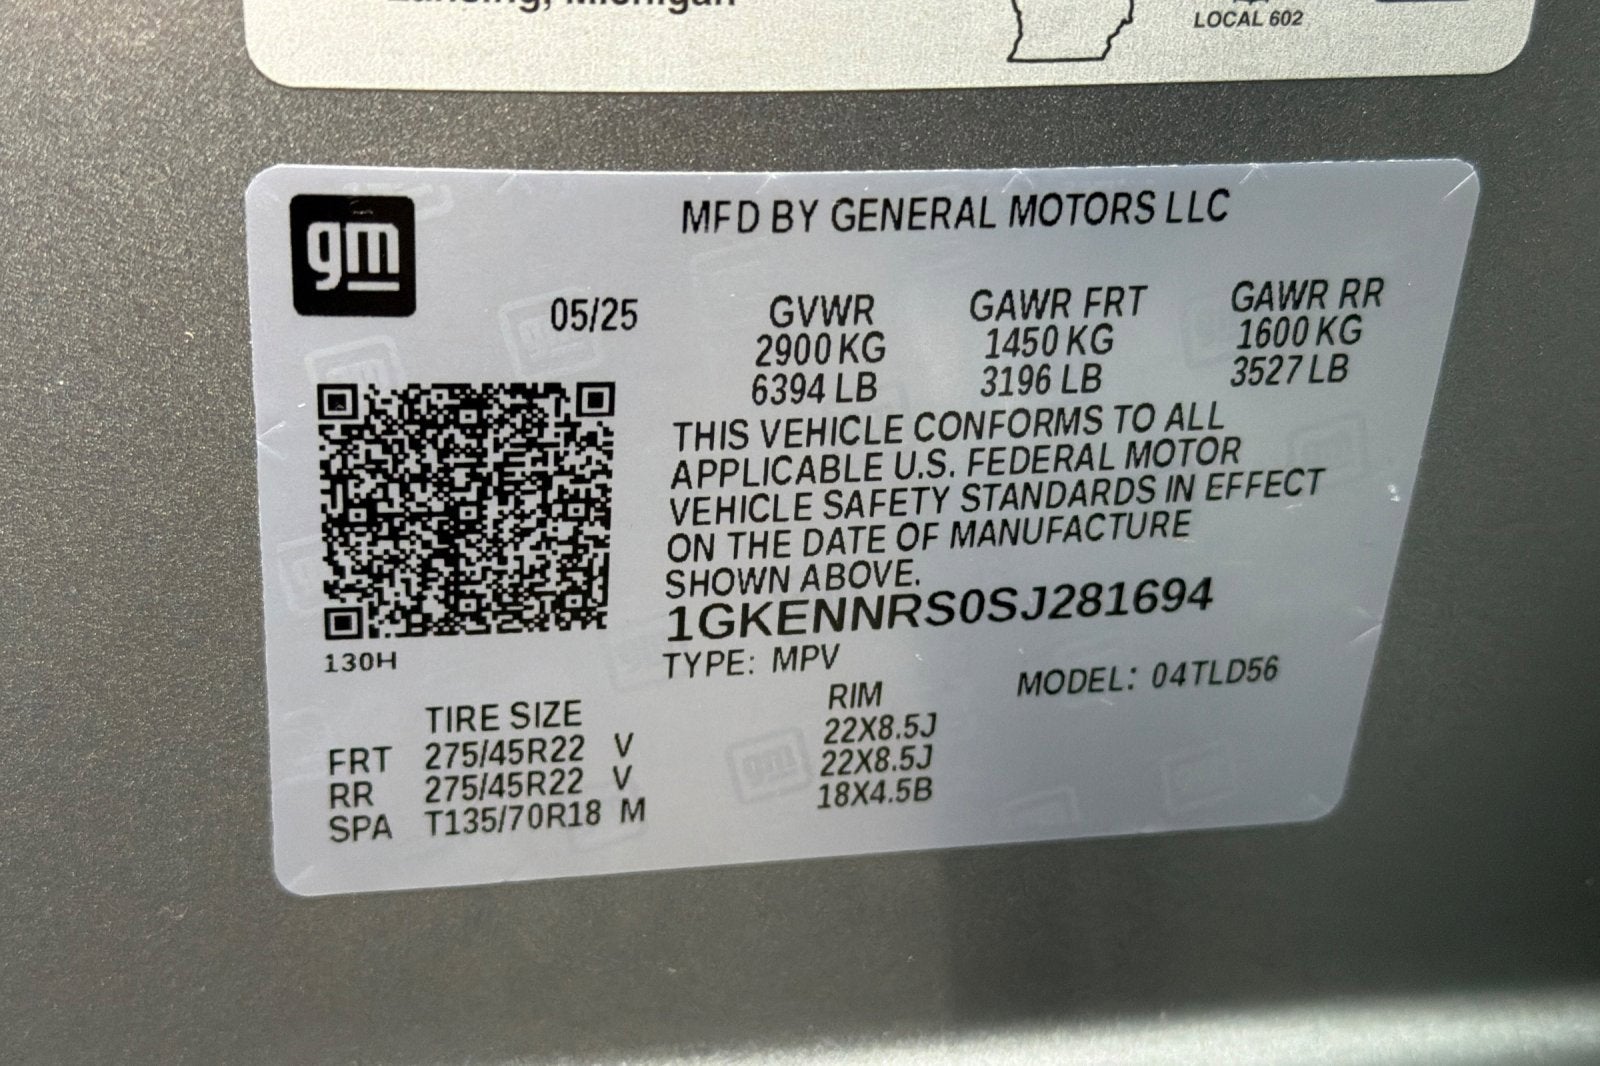 Lansing, Michigan
LOCAL 602
gm
MFD BY GENERAL MOTORS LLC
05/25 GVWR GAWR FRT GAWR RR
2900 KG 1450 KG 1600 KG
6394 LB 3196 LB 3527 LB
THIS VEHICLE CONFORMS TO ALL
APPLICABLE U.S. FEDERAL MOTOR
VEHICLE SAFETY STANDARDS IN EFFECT
ON THE DATE OF MANUFACTURE
SHOWN ABOVE.
1GKENNRS0SJ281694
130H
TYPE: MPV MODEL: 04TLD56
TIRE SIZE RIM
FRT 275/45R22 V 22X8.5J
RR 275/45R22 V 22X8.5J
SPA T135/70R18 M 18X4.5B